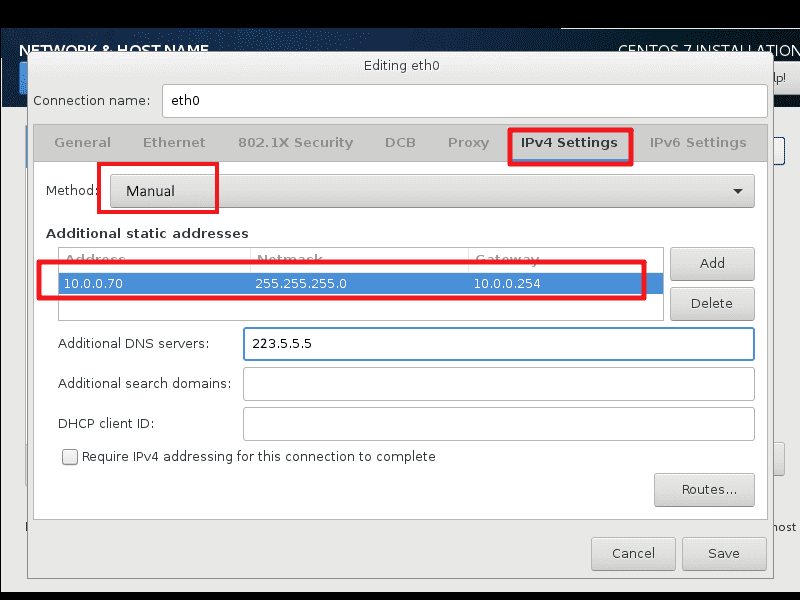 NETWORK & HOST NAME
CENTOS 7 INSTALLATION
Editing eth0
lp!
Connection name: eth0
General Ethernet 802.1X Security DCB Proxy IPv4 Settings IPv6 Settings
Method: Manual
Additional static addresses
Address Netmask Gateway
10.0.0.70 255.255.255.0 10.0.0.254
Add
Delete
Additional DNS servers: 223.5.5.5
Additional search domains:
DHCP client ID:
Require IPv4 addressing for this connection to complete
Routes...
host
Cancel Save